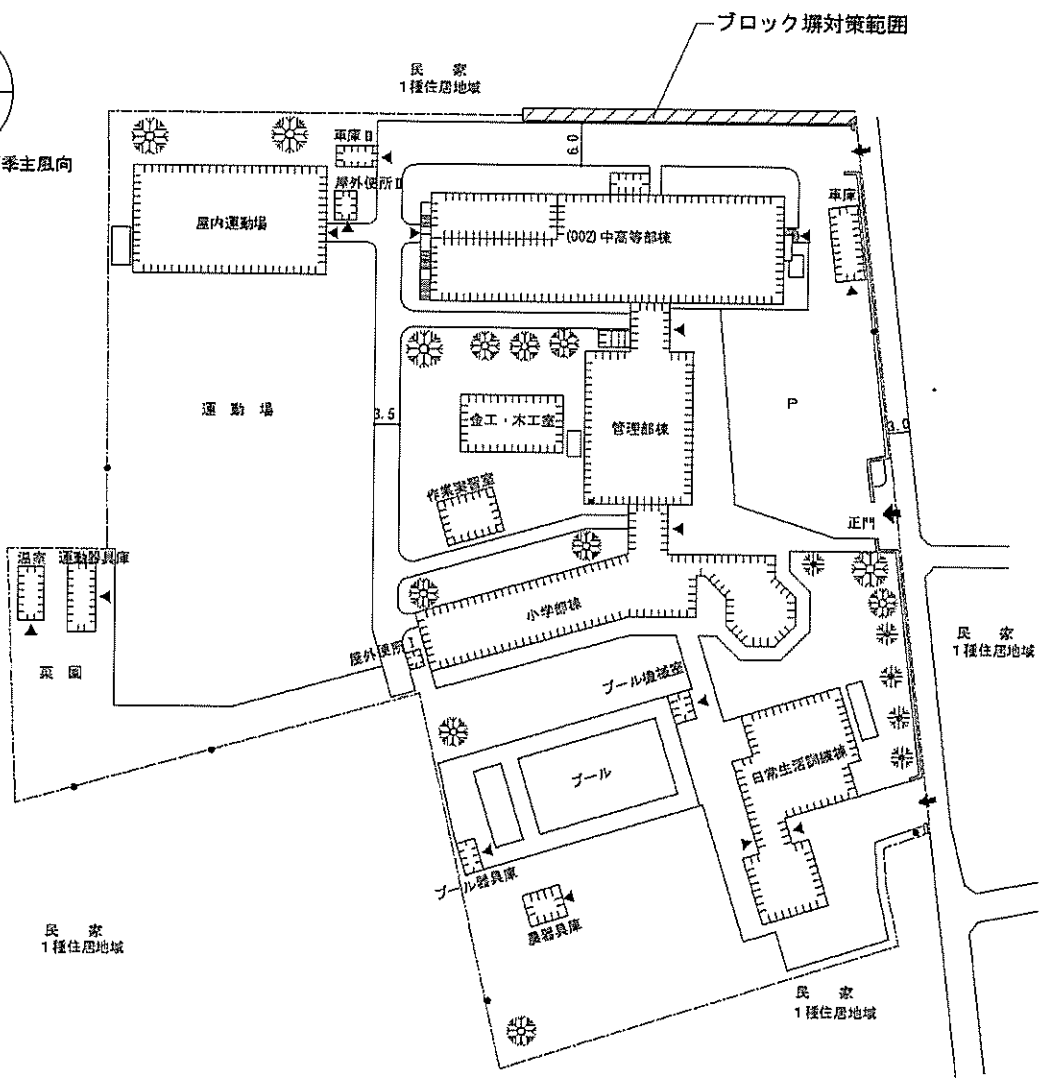 ブロック塀対策範囲
民　家
1種住居地域
季主風向
車庫Ⅱ
6.0
屋外便所Ⅱ
車庫
屋内運動場
(002)中高等部棟
運 動 場
3.5
金工・木工室
管理部棟
P
3.0
作業実習室
正門
温室
運動器具庫
小学部棟
民　家
1種住居地域
屋外便所Ⅰ
菜 園
プール
日常生活訓練棟
プール器具庫
農器具庫
民　家
1種住居地域
民　家
1種住居地域